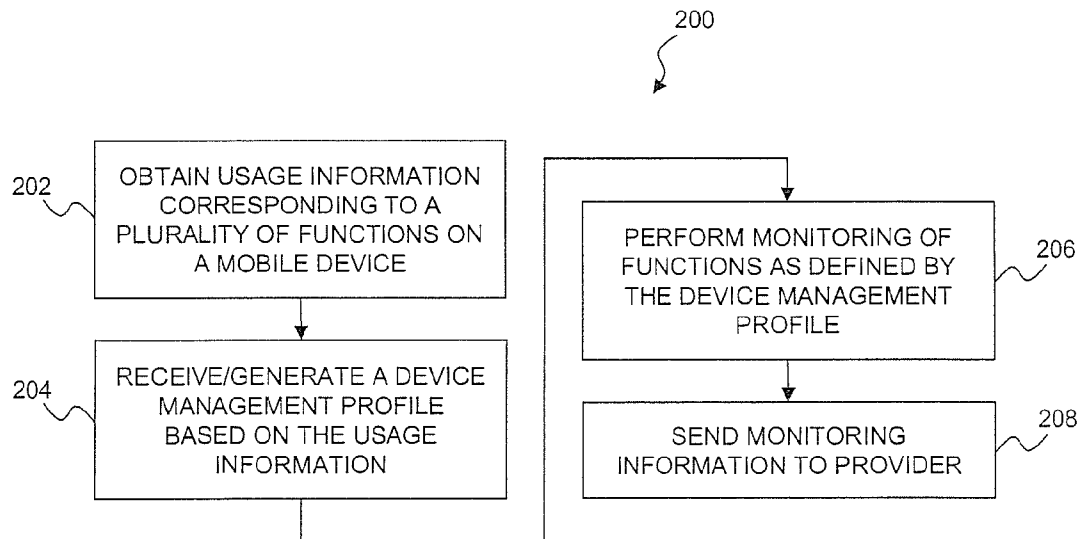 200
202
OBTAIN USAGE INFORMATION
CORRESPONDING TO A
PLURALITY OF FUNCTIONS ON
A MOBILE DEVICE
204
RECEIVE/GENERATE A DEVICE
MANAGEMENT PROFILE
BASED ON THE USAGE
INFORMATION
PERFORM MONITORING OF
FUNCTIONS AS DEFINED BY
THE DEVICE MANAGEMENT
PROFILE
206
SEND MONITORING
INFORMATION TO PROVIDER
208